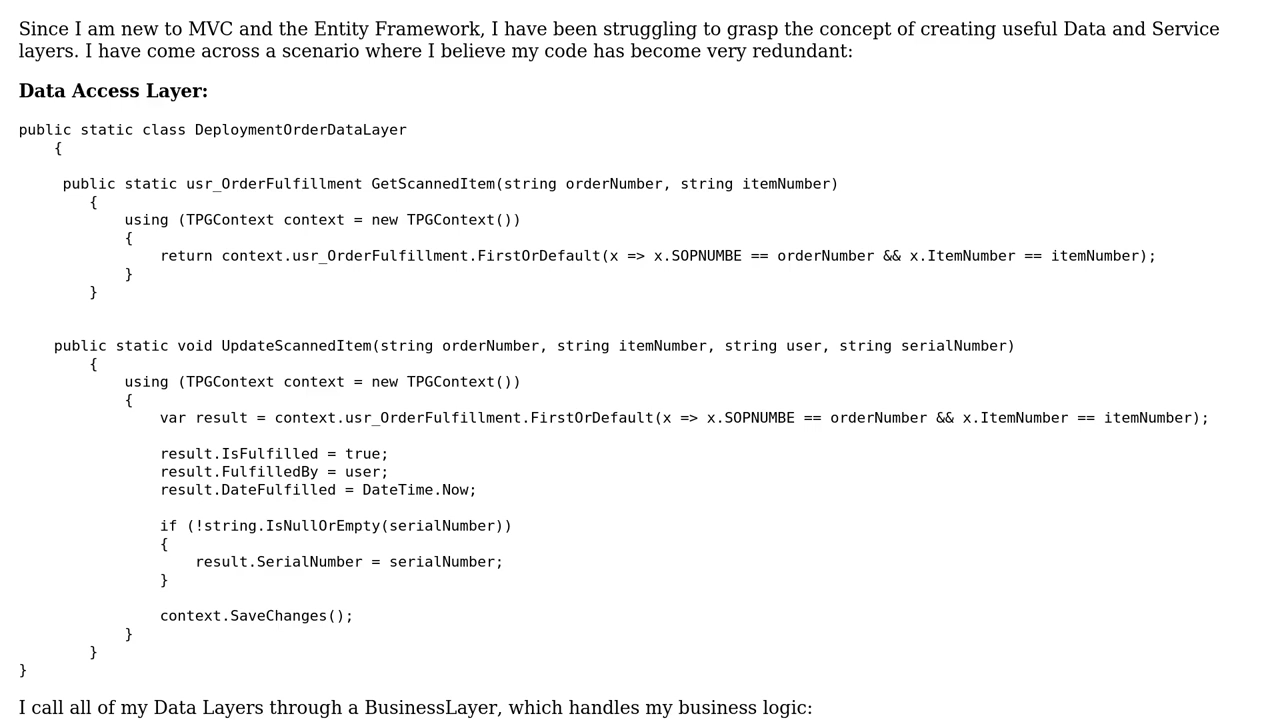 Since I am new to MVC and the Entity Framework, I have been struggling to grasp the concept of creating useful Data and Service
layers. I have come across a scenario where I believe my code has become very redundant:
Data Access Layer:
public static class DeploymentOrderDataLayer
    {
     public static usr_OrderFulfillment GetScannedItem(string orderNumber, string itemNumber)
        {
            using (TPGContext context = new TPGContext())
            {
                return context.usr_OrderFulfillment.FirstOrDefault(x => x.SOPNUMBE == orderNumber && x.ItemNumber == itemNumber);
            }
        }
    public static void UpdateScannedItem(string orderNumber, string itemNumber, string user, string serialNumber)
        {
            using (TPGContext context = new TPGContext())
            {
                var result = context.usr_OrderFulfillment.FirstOrDefault(x => x.SOPNUMBE == orderNumber && x.ItemNumber == itemNumber);
                result.IsFulfilled = true;
                result.FulfilledBy = user;
                result.DateFulfilled = DateTime.Now;
                if (!string.IsNullOrEmpty(serialNumber))
                {
                    result.SerialNumber = serialNumber;
                }
                context.SaveChanges();
            }
        }
}
I call all of my Data Layers through a BusinessLayer, which handles my business logic: